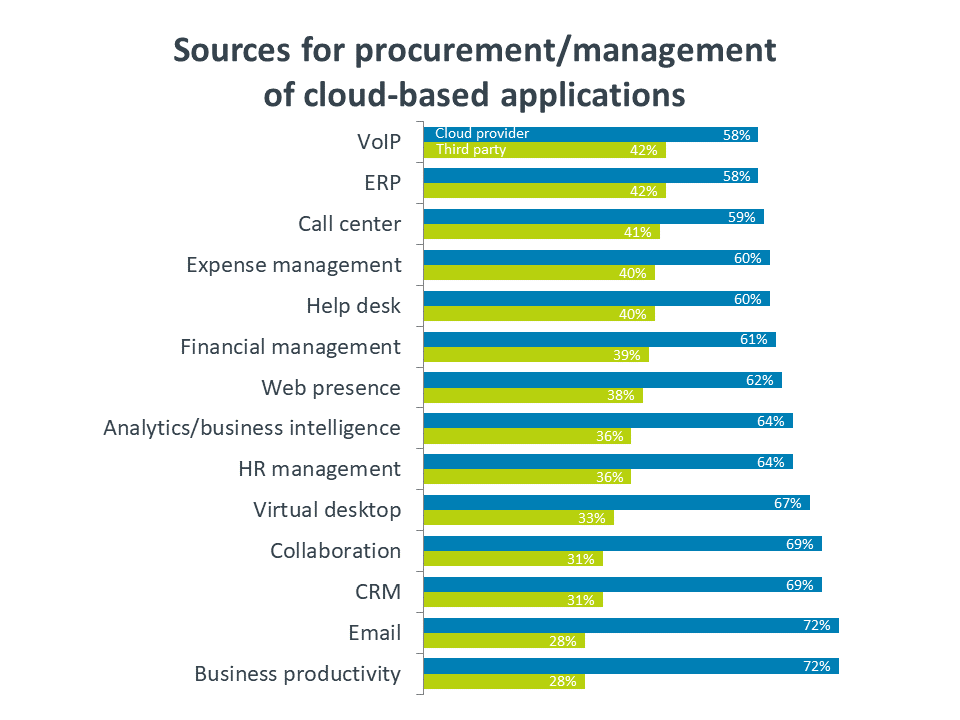 Sources for procurement/management
of cloud-based applications
VoIP
Cloud provider
58%
Third party
42%
ERP
58%
42%
Call center
59%
41%
Expense management
60%
40%
Help desk
60%
40%
Financial management
61%
39%
Web presence
62%
38%
Analytics/business intelligence
64%
36%
HR management
64%
36%
Virtual desktop
67%
33%
Collaboration
69%
31%
CRM
69%
31%
Email
72%
28%
Business productivity
72%
28%